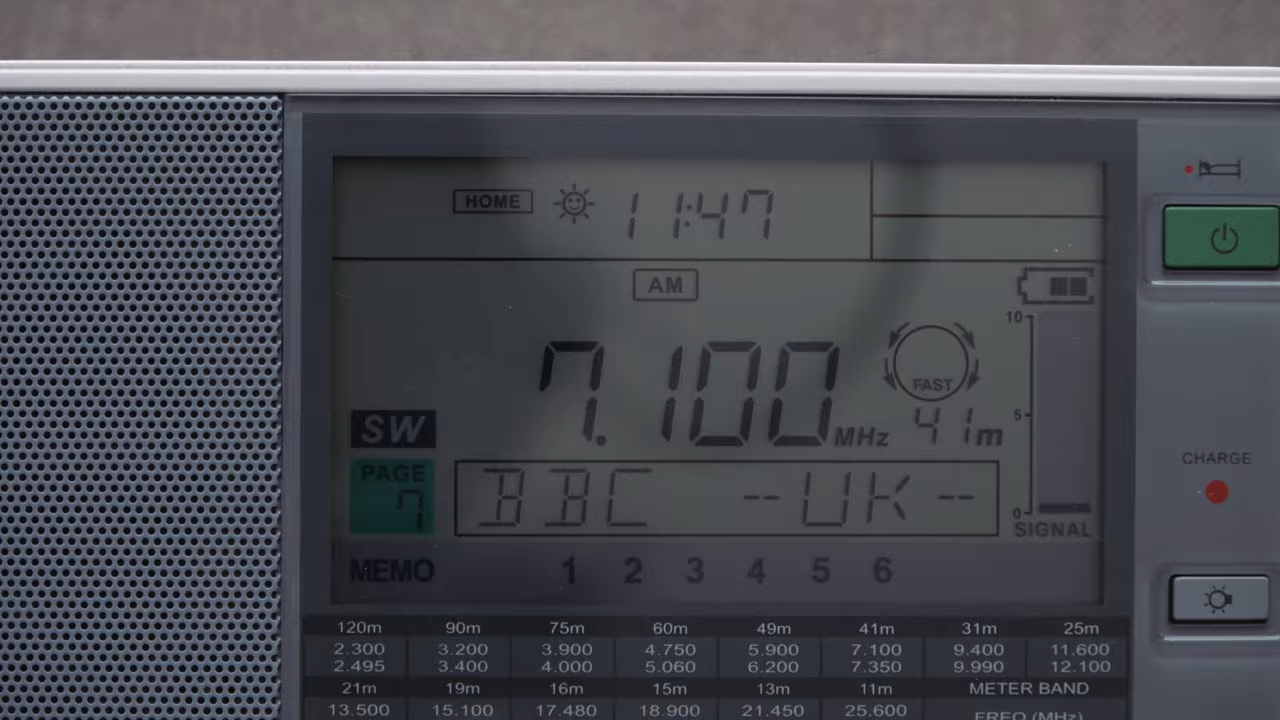 HOME 11:47
AM
10
7.100 MHz FAST 41m
5
SW
PAGE 7
BBC --UK--
0
SIGNAL
CHARGE
MEMO 1 2 3 4 5 6
120m 90m 75m 60m 49m 41m 31m 25m
2.300 3.200 3.900 4.750 5.900 7.100 9.400 11.600
2.495 3.400 4.000 5.060 6.200 7.350 9.990 12.100
21m 19m 16m 15m 13m 11m METER BAND
13.500 15.100 17.480 18.900 21.450 25.600 FREQ (MHz)